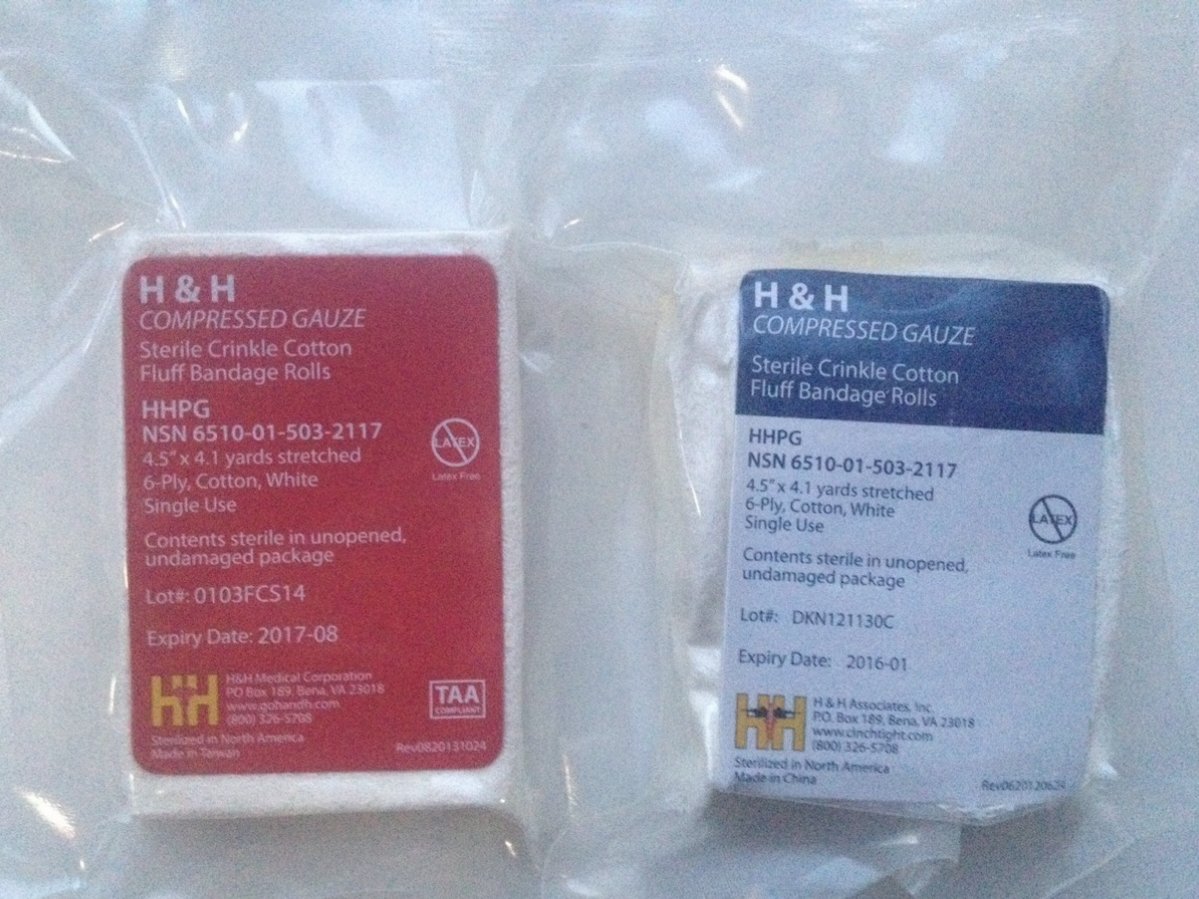 H & H
COMPRESSED GAUZE
Sterile Crinkle Cotton
Fluff Bandage Rolls
HHPG
NSN 6510-01-503-2117
4.5" x 4.1 yards stretched
6-Ply, Cotton, White
Single Use
LATEX
Latex Free
Contents sterile in unopened,
undamaged package
Lot#: 0103FCS14
Expiry Date: 2017-08
HH
H&H Medical Corporation
PO Box 189, Bena, VA 23018
www.gohandh.com
(800) 326-5708
TAA
COMPLIANT
Sterilized in North America
Made in Taiwan
Rev0820131024
H & H
COMPRESSED GAUZE
Sterile Crinkle Cotton
Fluff Bandage Rolls
HHPG
NSN 6510-01-503-2117
4.5" x 4.1 yards stretched
6-Ply, Cotton, White
Single Use
LATEX
Latex Free
Contents sterile in unopened,
undamaged package
Lot#: DKN121130C
Expiry Date: 2016-01
HH
H & H Associates, Inc.
P.O. Box 189, Bena, VA 23018
www.cinchtight.com
(800) 326-5708
Sterilized in North America
Made in China
Rev0620120624